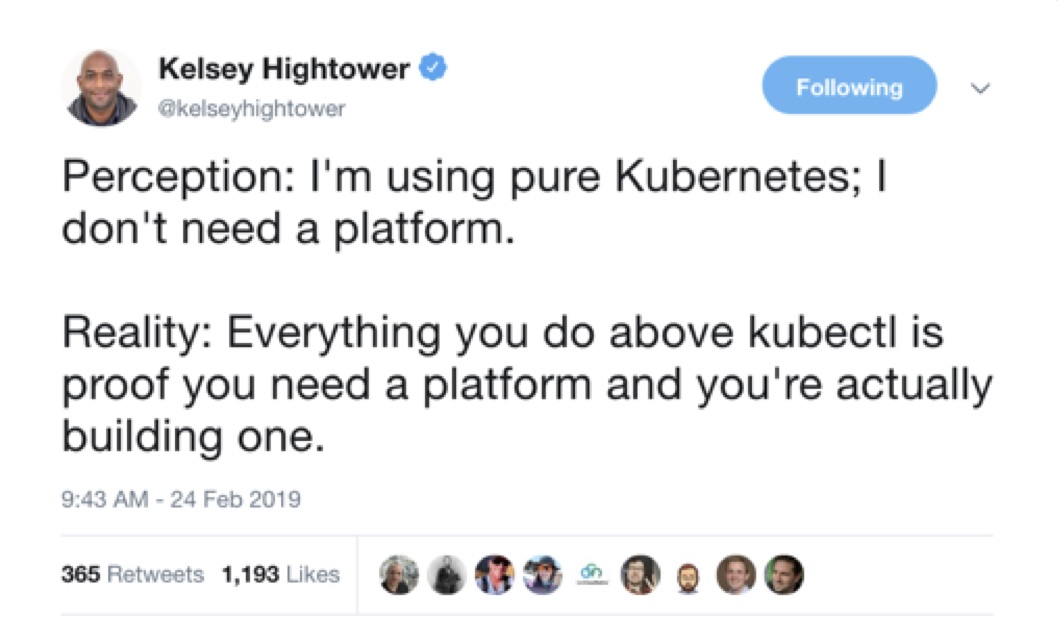 Kelsey Hightower
@kelseyhightower
Following
Perception: I'm using pure Kubernetes; I
don't need a platform.
Reality: Everything you do above kubectl is
proof you need a platform and you're actually
building one.
9:43 AM - 24 Feb 2019
365 Retweets 1,193 Likes